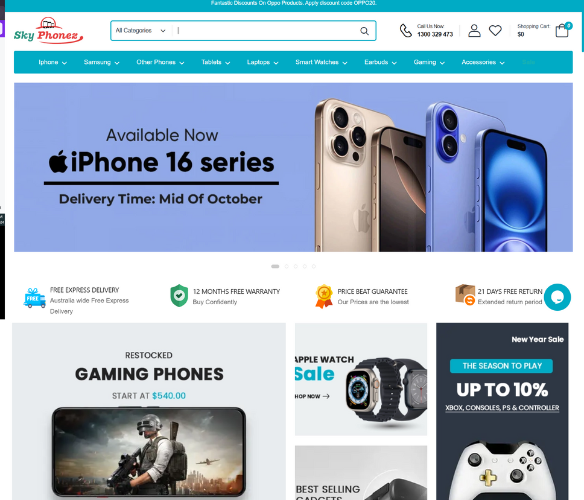 Fantastic Discounts On Oppo Products. Apply discount code OPPO20.
Sky Phonez
All Categories
Call Us Now
1300 329 473
Shopping Cart
$0
0
Iphone
Samsung
Other Phones
Tablets
Laptops
Smart Watches
Earbuds
Gaming
Accessories
Available Now
iPhone 16 series
Delivery Time: Mid Of October
FREE
FREE EXPRESS DELIVERY
Australia wide Free Express
Delivery
12 MONTHS FREE WARRANTY
Buy Confidently
PRICE BEAT GUARANTEE
Our Prices are the lowest
21 DAYS FREE RETURN
Extended return period
RESTOCKED
GAMING PHONES
START AT $540.00
APPLE WATCH
Sale
HOP NOW
BEST SELLING
GADGETS
New Year Sale
THE SEASON TO PLAY
UP TO 10%
XBOX, CONSOLES, PS & CONTROLLER